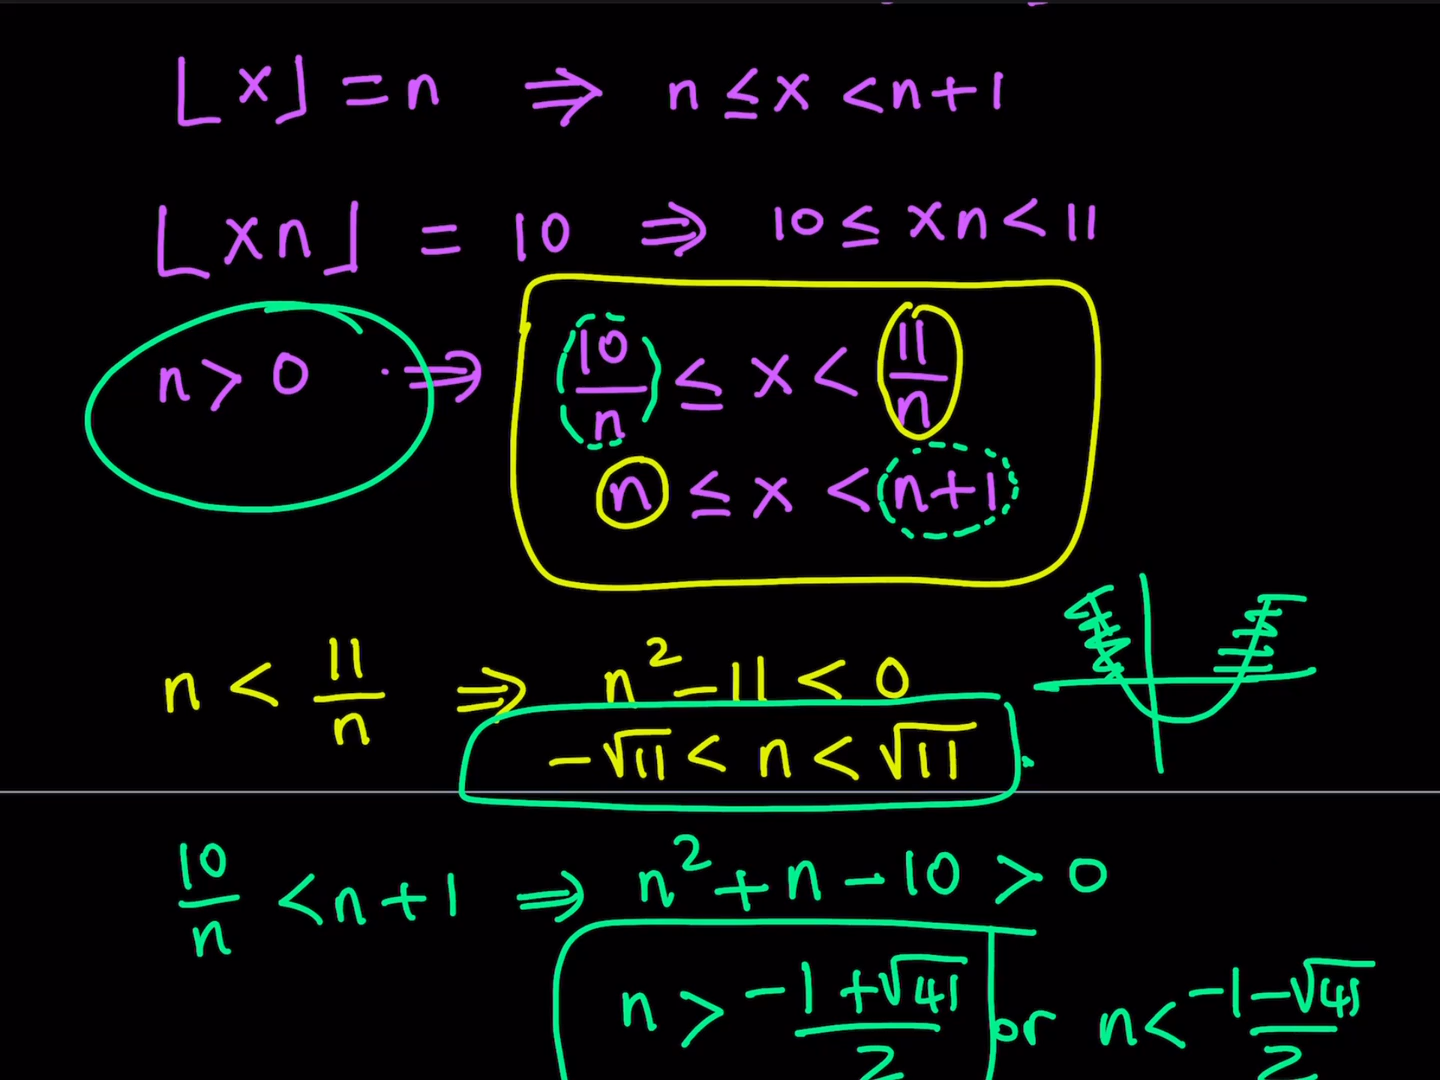 ⌊x⌋ = n ⇒ n ≤ x < n+1
⌊xn⌋ = 10 ⇒ 10 ≤ xn < 11
n > 0 ⇒ 10/n ≤ x < 11/n
n ≤ x < n+1
n < 11/n ⇒ n² - 11 < 0
-√11 < n < √11
10/n < n+1 ⇒ n² + n - 10 > 0
n > (-1+√41)/2 or n < (-1-√41)/2